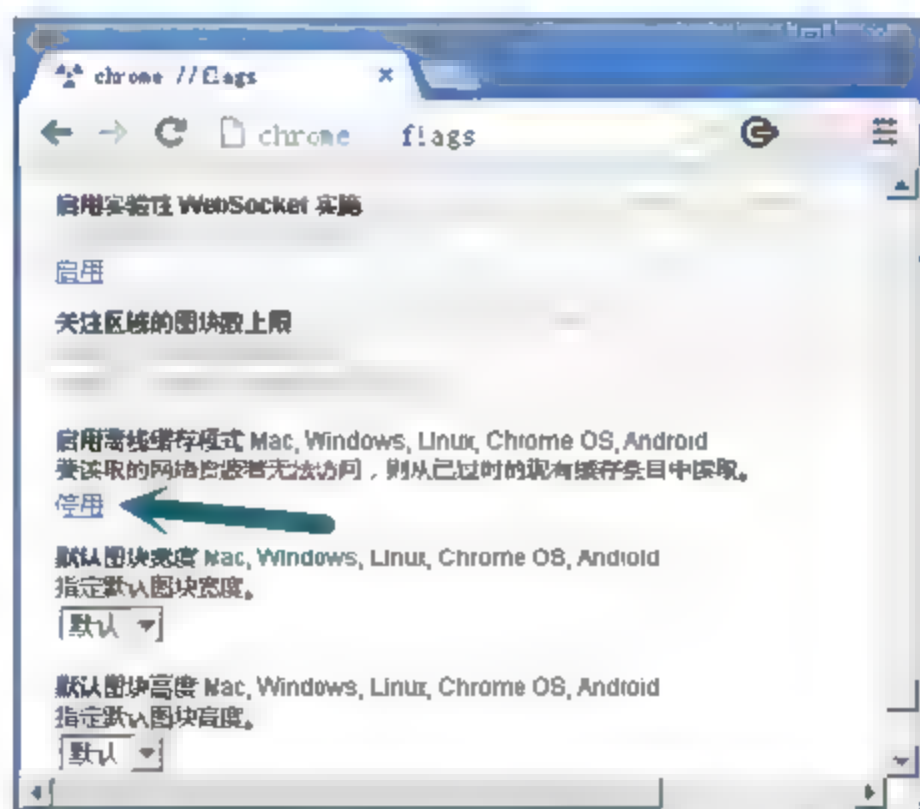 chrome //flags
chrome flags
启用实验性 WebSocket 实施
启用
关注区域的图块数上限
启用离线缓存模式 Mac, Windows, Linux, Chrome OS, Android
要读取的网络资源若无法访问，则从已过时的现有缓存条目中读取。
停用
默认图块宽度 Mac, Windows, Linux, Chrome OS, Android
指定默认图块宽度。
默认
默认图块高度 Mac, Windows, Linux, Chrome OS, Android
指定默认图块高度。
默认